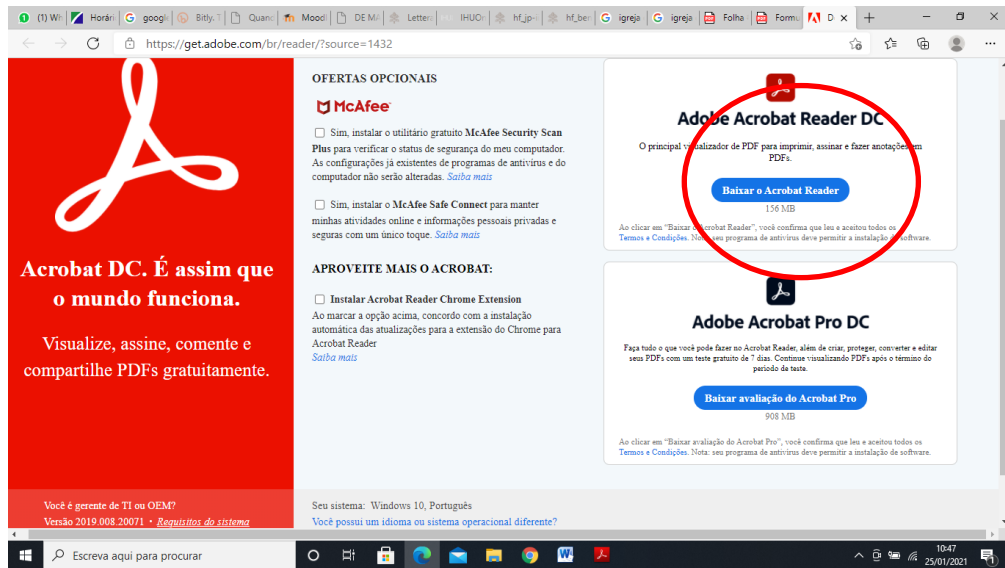 (1) Wh
Horári
googl
Bitly. T
Quanc
Mood
DE MA
Lettera
IHUOn
hf_jp-i
hf_ber
igreja
igreja
Folha
Formu
D
https://get.adobe.com/br/reader/?source=1432
Acrobat DC. É assim que
o mundo funciona.
Visualize, assine, comente e
compartilhe PDFs gratuitamente.
OFERTAS OPCIONAIS
McAfee
Sim, instalar o utilitário gratuito McAfee Security Scan
Plus para verificar o status de segurança do meu computador.
As configurações já existentes de programas de antivírus e do
computador não serão alteradas. Saiba mais
Sim, instalar o McAfee Safe Connect para manter
minhas atividades online e informações pessoais privadas e
seguras com um único toque. Saiba mais
APROVEITE MAIS O ACROBAT:
Instalar Acrobat Reader Chrome Extension
Ao marcar a opção acima, concordo com a instalação
automática das atualizações para a extensão do Chrome para
Acrobat Reader
Saiba mais
Adobe Acrobat Reader DC
O principal visualizador de PDF para imprimir, assinar e fazer anotações em
PDFs.
Baixar o Acrobat Reader
156 MB
Ao clicar em “Baixar o Acrobat Reader”, você confirma que leu e aceitou todos os
Termos e Condições. Nota: seu programa de antivírus deve permitir a instalação de software.
Adobe Acrobat Pro DC
Faça tudo o que você pode fazer no Acrobat Reader, além de criar, proteger, converter e editar
seus PDFs com um teste gratuito de 7 dias. Continue visualizando PDFs após o término do
período de teste.
Baixar avaliação do Acrobat Pro
908 MB
Ao clicar em “Baixar avaliação do Acrobat Pro”, você confirma que leu e aceitou todos os
Termos e Condições. Nota: seu programa de antivírus deve permitir a instalação de software.
Você é gerente de TI ou OEM?
Versão 2019.008.20071 • Requisitos do sistema
Seu sistema: Windows 10, Português
Você possui um idioma ou sistema operacional diferente?
Escreva aqui para procurar
10:47
25/01/2021